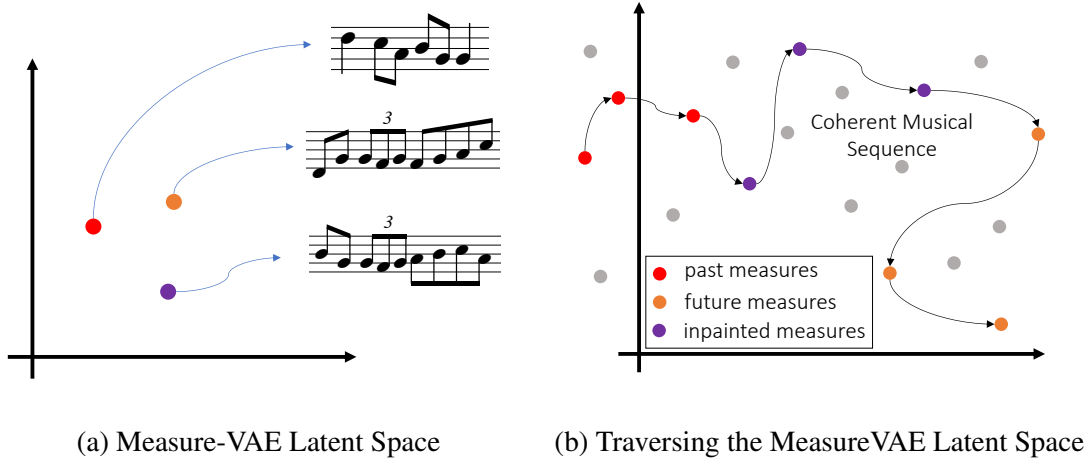 3
3
Coherent Musical
Sequence
past measures
future measures
inpainted measures
(a) Measure-VAE Latent Space
(b) Traversing the MeasureVAE Latent Space